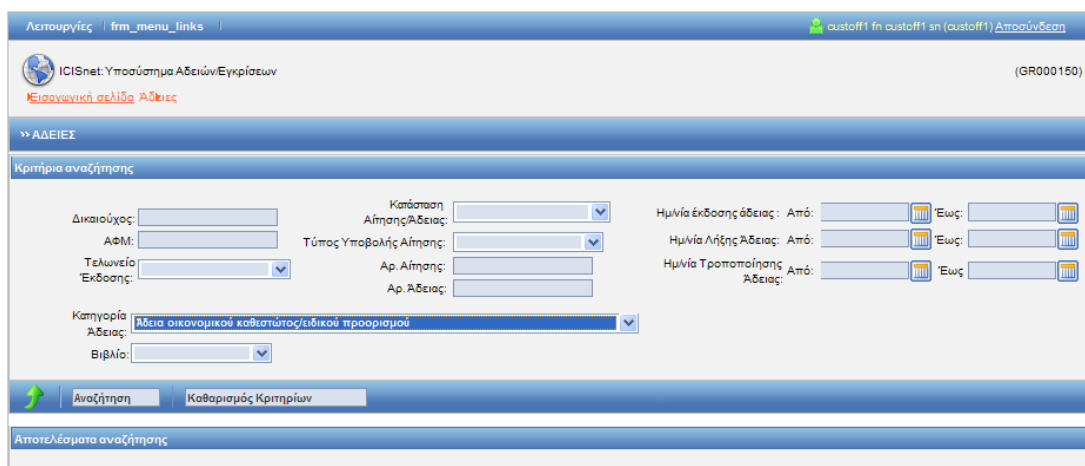 Λειτουργίες frm_menu_links custoff1 fn custoff1 sn (custoff1) Αποσύνδεση
ICISnet: Υποσύστημα Αδειών/Εγκρίσεων (GR000150)
Εισαγωγική σελίδα Άδειες
>> ΑΔΕΙΕΣ
Κριτήρια αναζήτησης
Δικαιούχος:
ΑΦΜ:
Τελωνείο
Έκδοσης:
Κατάσταση
Αίτησης/Άδειας:
Τύπος Υποβολής Αίτησης:
Αρ. Αίτησης:
Αρ. Άδειας:
Ημ/νία έκδοσης άδειας : Από: Έως:
Ημ/νία Λήξης Άδειας: Από: Έως:
Ημ/νία Τροποποίησης
Άδειας: Από: Έως
Κατηγορία
Άδειας: Άδεια οικονομικού καθεστώτος/ειδικού προορισμού
Βιβλίο:
Αναζήτηση Καθαρισμός Κριτηρίων
Αποτελέσματα αναζήτησης